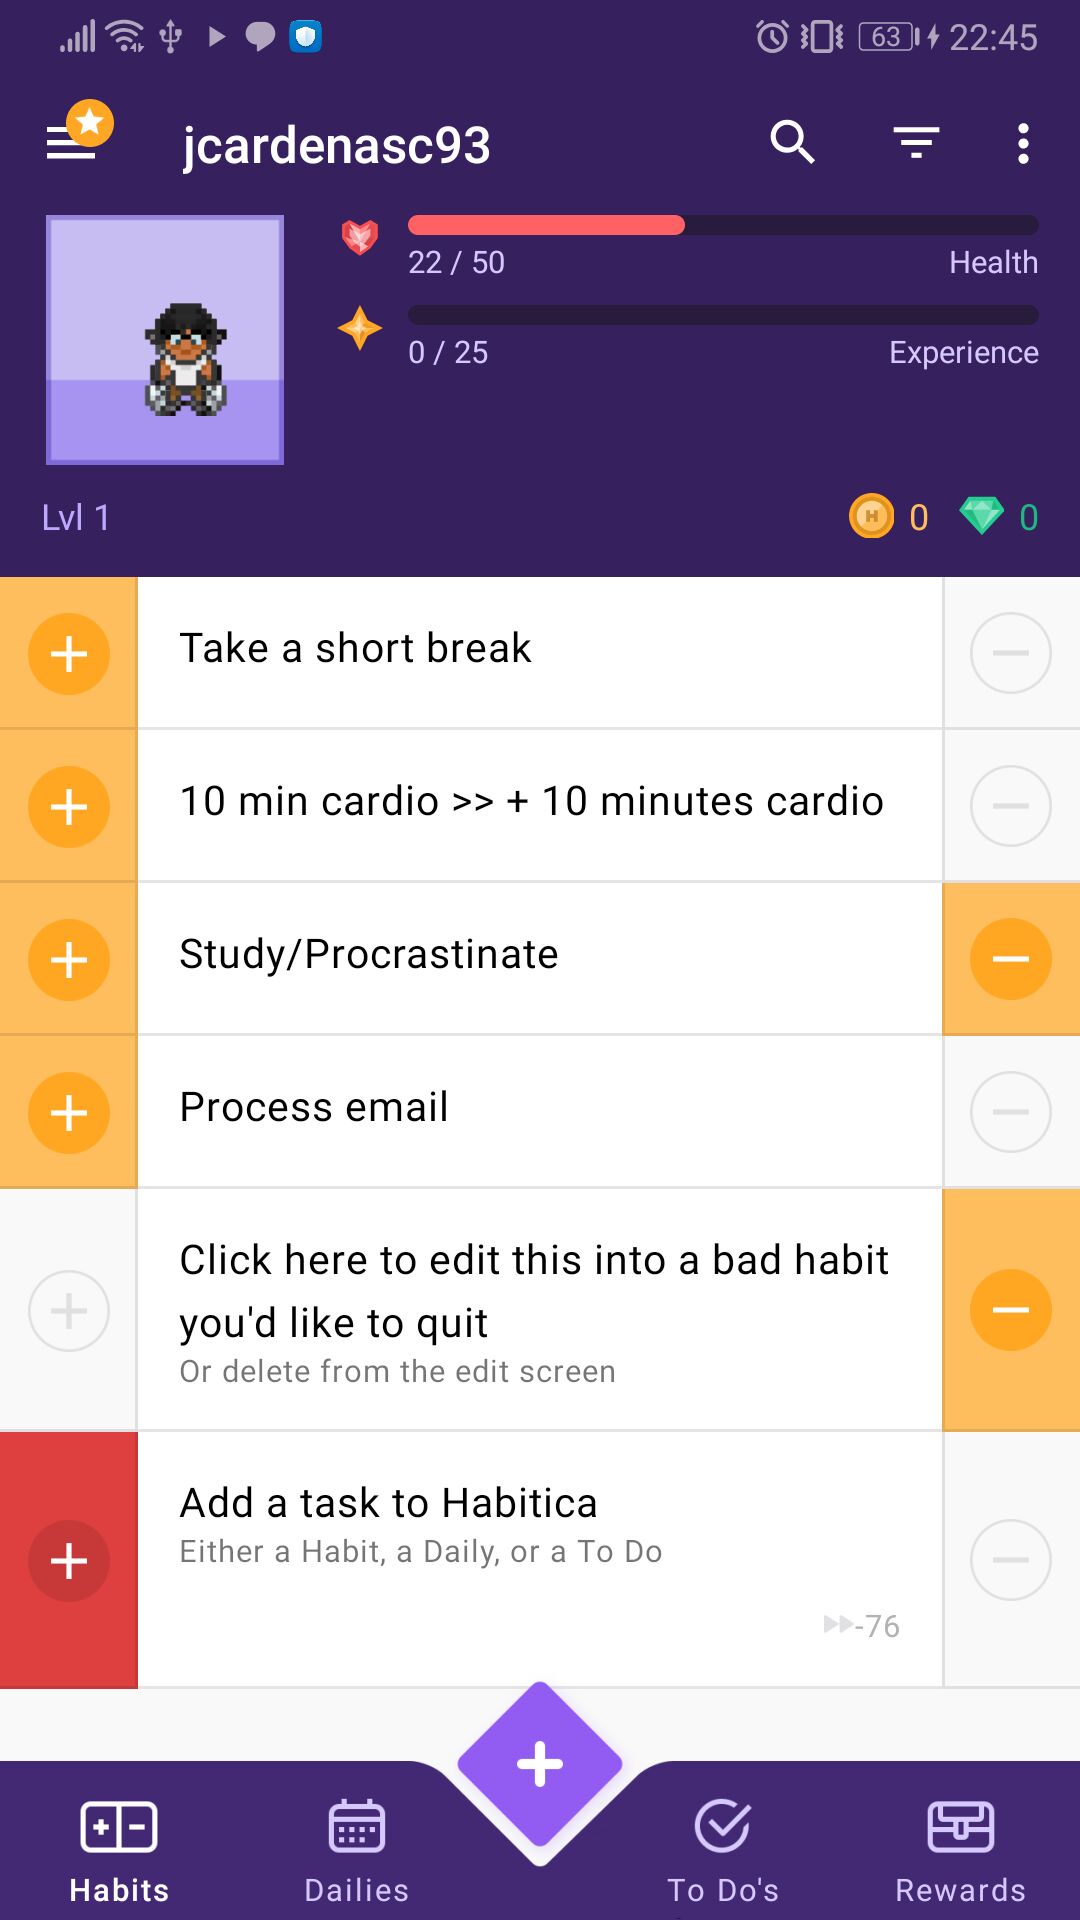 63 22:45
jcardenasc93
22 / 50 Health
0 / 25 Experience
Lvl 1 0 0
Take a short break
10 min cardio >> + 10 minutes cardio
Study/Procrastinate
Process email
Click here to edit this into a bad habit
you'd like to quit
Or delete from the edit screen
Add a task to Habitica
Either a Habit, a Daily, or a To Do
-76
Habits Dailies To Do's Rewards